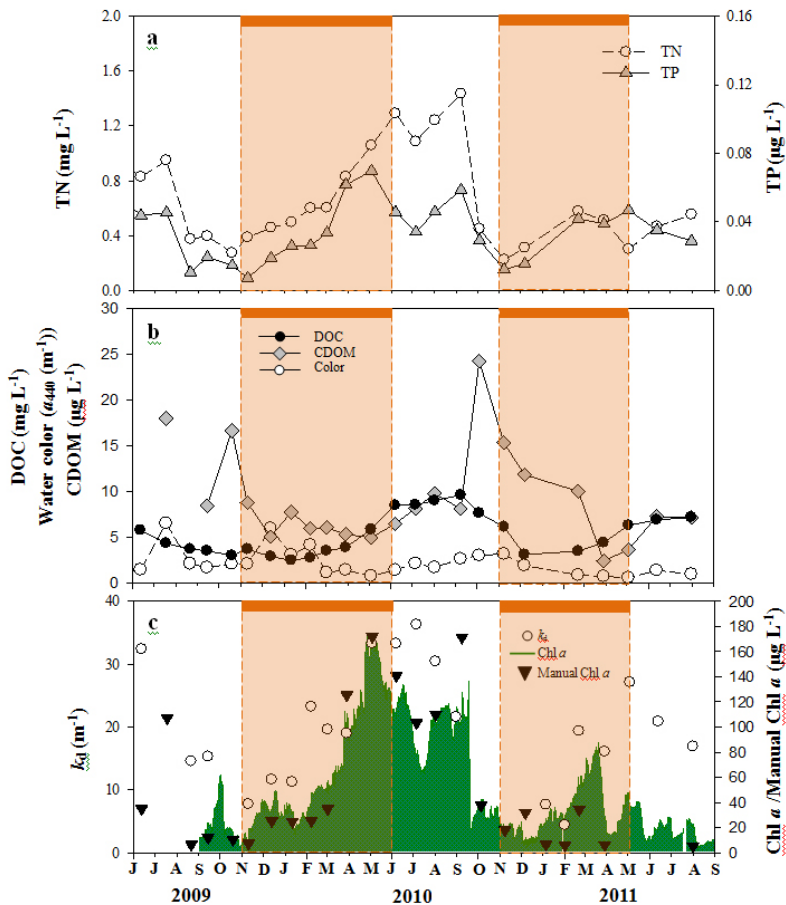 a
TN
TP
2.0
1.6
1.2
0.8
0.4
0.0
TN (mg L-1)
0.16
0.12
0.08
0.04
0.00
TP (µg L-1)
b
DOC
CDOM
Color
30
25
20
15
10
5
0
DOC (mg L-1)
Water color (a440 (m-1))
CDOM (µg L-1)
c
kd
Chl a
Manual Chl a
40
30
20
10
0
kd (m-1)
200
180
160
140
120
100
80
60
40
20
0
Chl a /Manual Chl a (µg L-1)
J J A S O N D J F M A M J J A S O N D J F M A M J J A S
2009 2010 2011